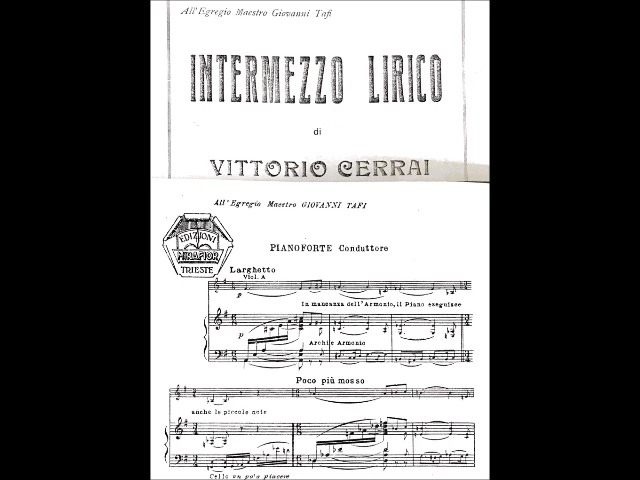 All'Egregio Maestro Giovanni Tafi
INTERMEZZO LIRICO
di
VITTORIO CERRAI
All'Egregio Maestro GIOVANNI TAFI
EDIZIONI
MIRAFIOR
TRIESTE
PIANOFORTE Conduttore
Larghetto
Viol. A
p
In mancanza dell'Armonio, il Piano eseguisce
p
Archi e Armonio
Poco più mosso
anche le piccole note
Cello un po'a piacere